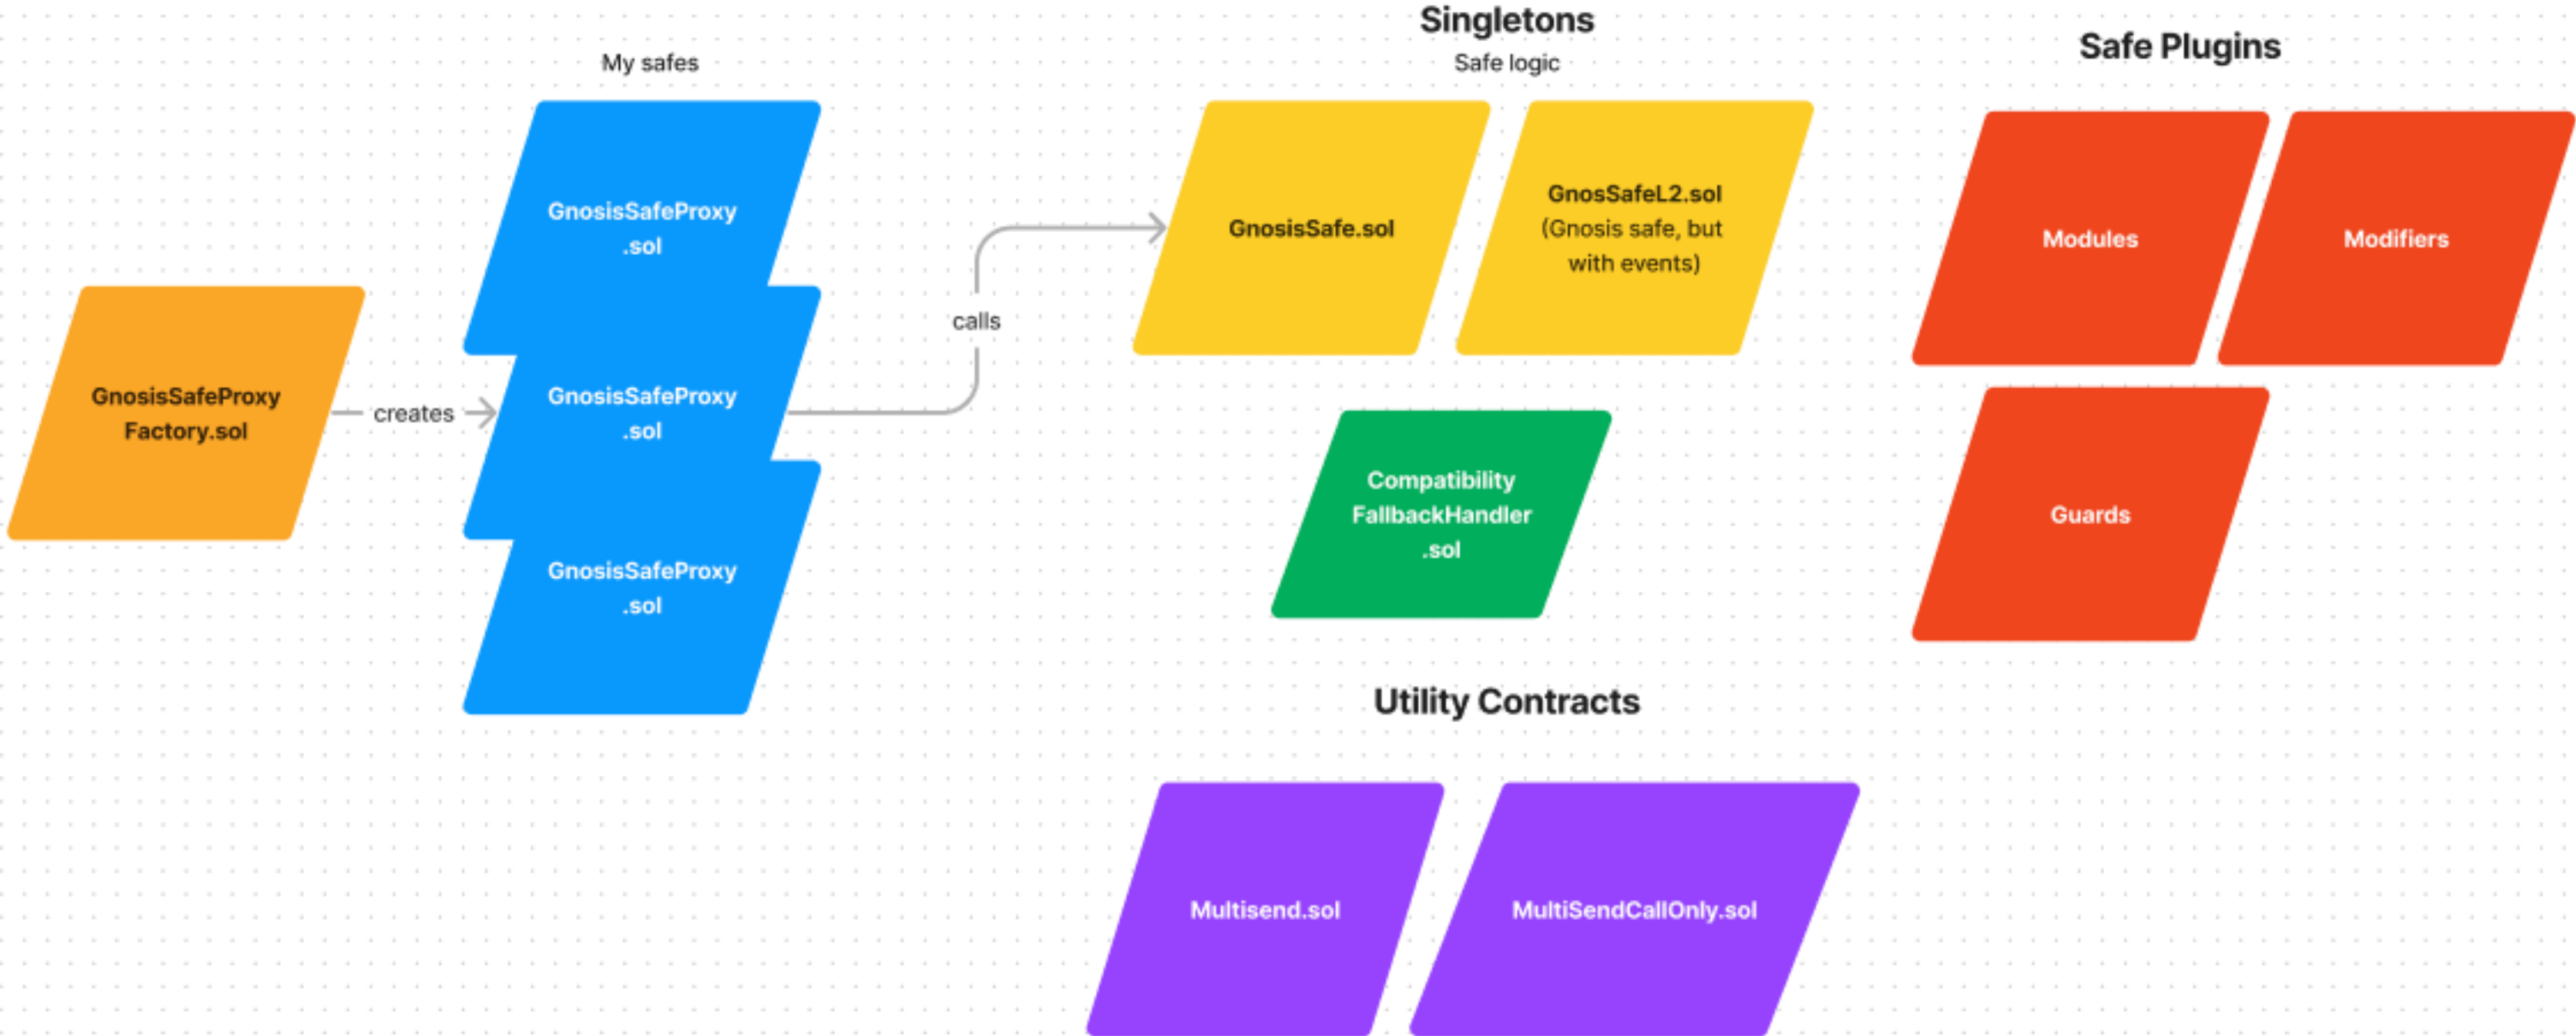 Singletons
Safe Plugins
My safes
Safe logic
GnosisSafeProxy
.sol
GnosisSafe.sol
GnosSafeL2.sol
(Gnosis safe, but
with events)
Modules
Modifiers
calls
GnosisSafeProxy
Factory.sol
creates
GnosisSafeProxy
.sol
Compatibility
FallbackHandler
.sol
Guards
GnosisSafeProxy
.sol
Utility Contracts
Multisend.sol
MultiSendCallOnly.sol